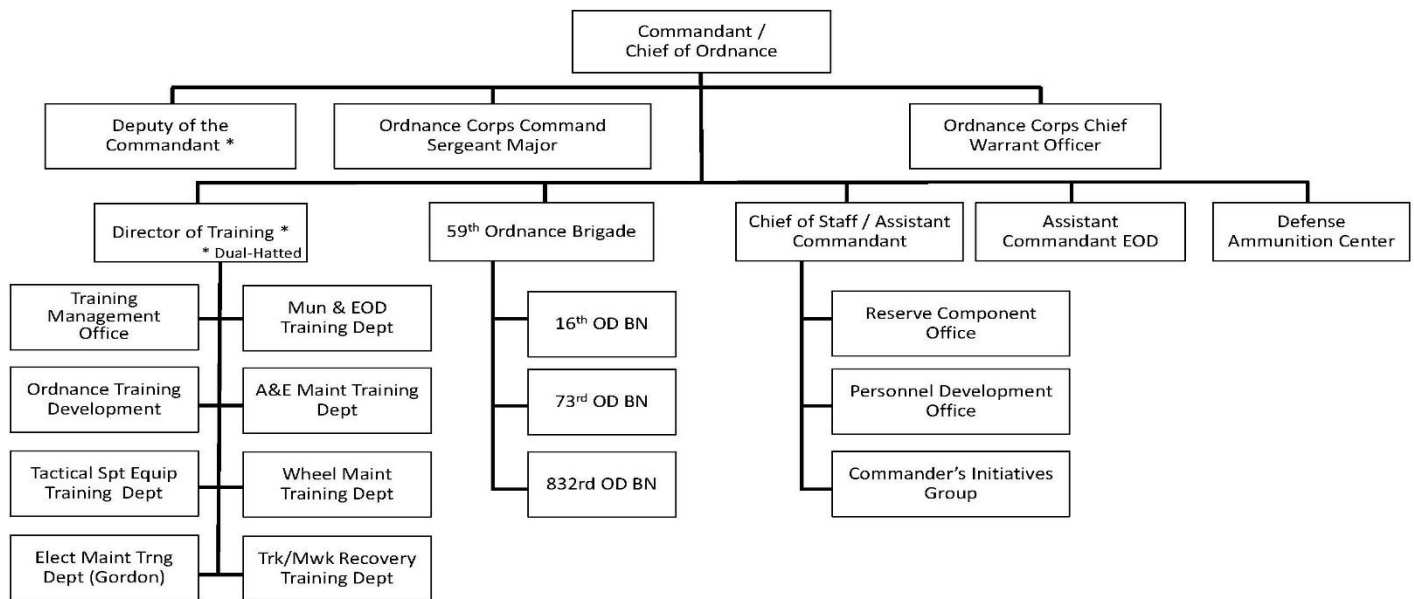 Commandant /
Chief of Ordnance
Deputy of the
Commandant *
Ordnance Corps Command
Sergeant Major
Ordnance Corps Chief
Warrant Officer
Director of Training *
* Dual-Hatted
59th Ordnance Brigade
Chief of Staff / Assistant
Commandant
Assistant
Commandant EOD
Defense
Ammunition Center
Training
Management
Office
Mun & EOD
Training Dept
Ordnance Training
Development
A&E Maint Training
Dept
Tactical Spt Equip
Training Dept
Wheel Maint
Training Dept
Elect Maint Trng
Dept (Gordon)
Trk/Mwk Recovery
Training Dept
16th OD BN
73rd OD BN
832rd OD BN
Reserve Component
Office
Personnel Development
Office
Commander’s Initiatives
Group